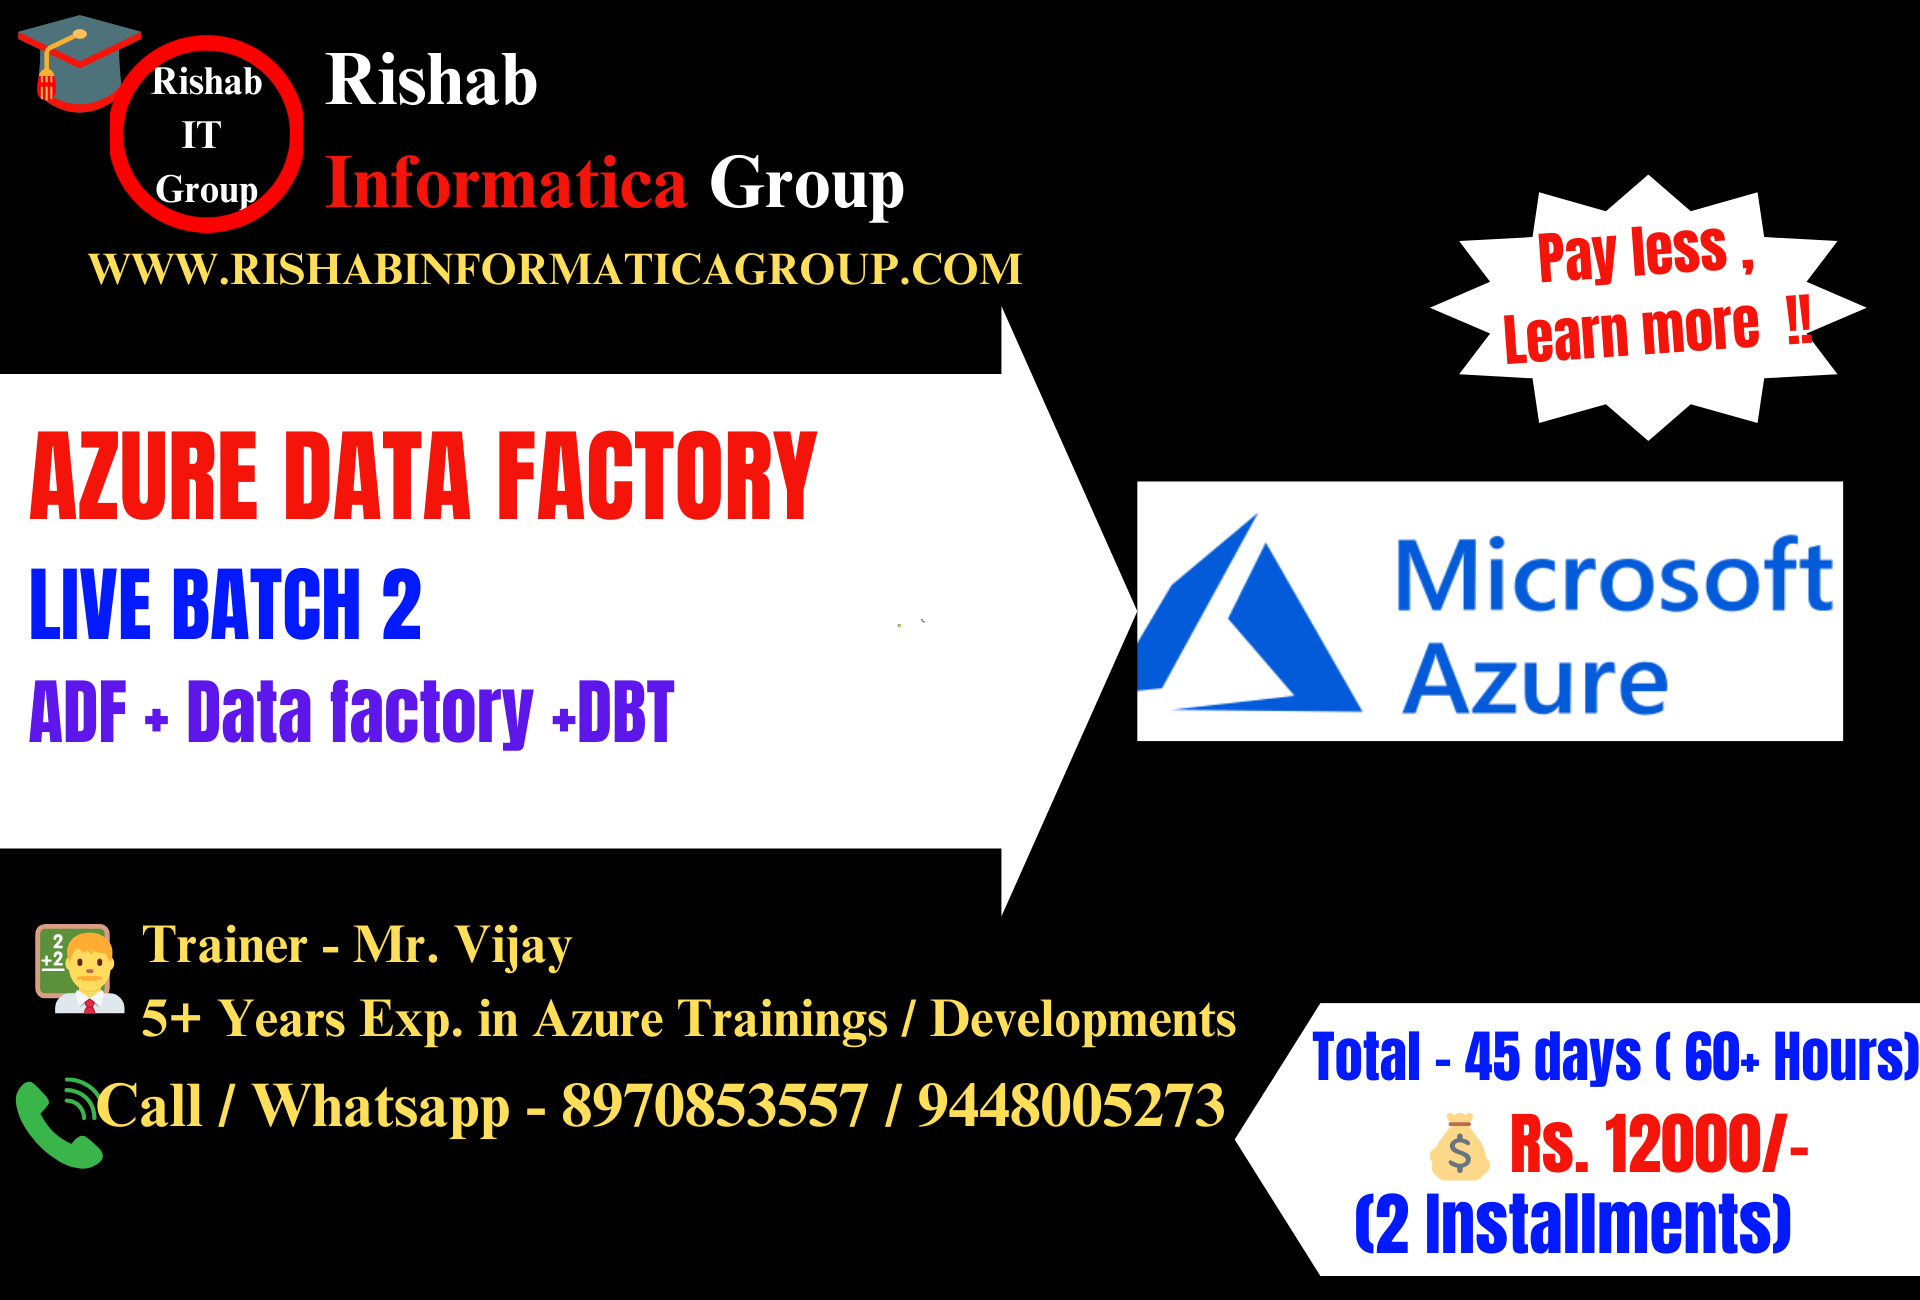 Rishab
IT
Group
Rishab
Informatica Group
WWW.RISHABINFORMATICAGROUP.COM
Pay less ,
Learn more !!
AZURE DATA FACTORY
LIVE BATCH 2
ADF + Data factory +DBT
Microsoft
Azure
2
+2
Trainer - Mr. Vijay
5+ Years Exp. in Azure Trainings / Developments
Call / Whatsapp - 8970853557 / 9448005273
Total - 45 days ( 60+ Hours)
$ Rs. 12000/-
(2 Installments)